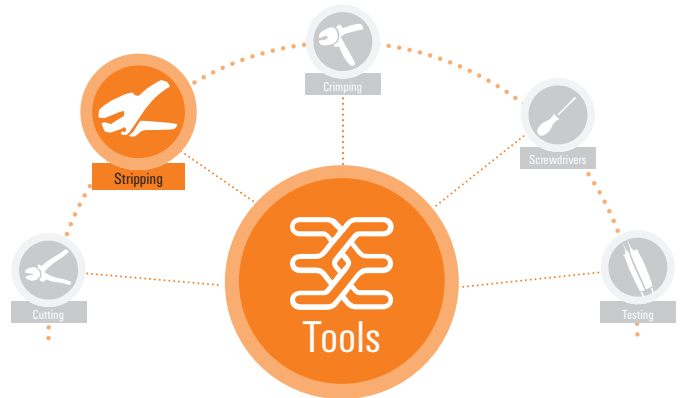 Crimping
Stripping
Screwdrivers
Cutting
Testing
Tools